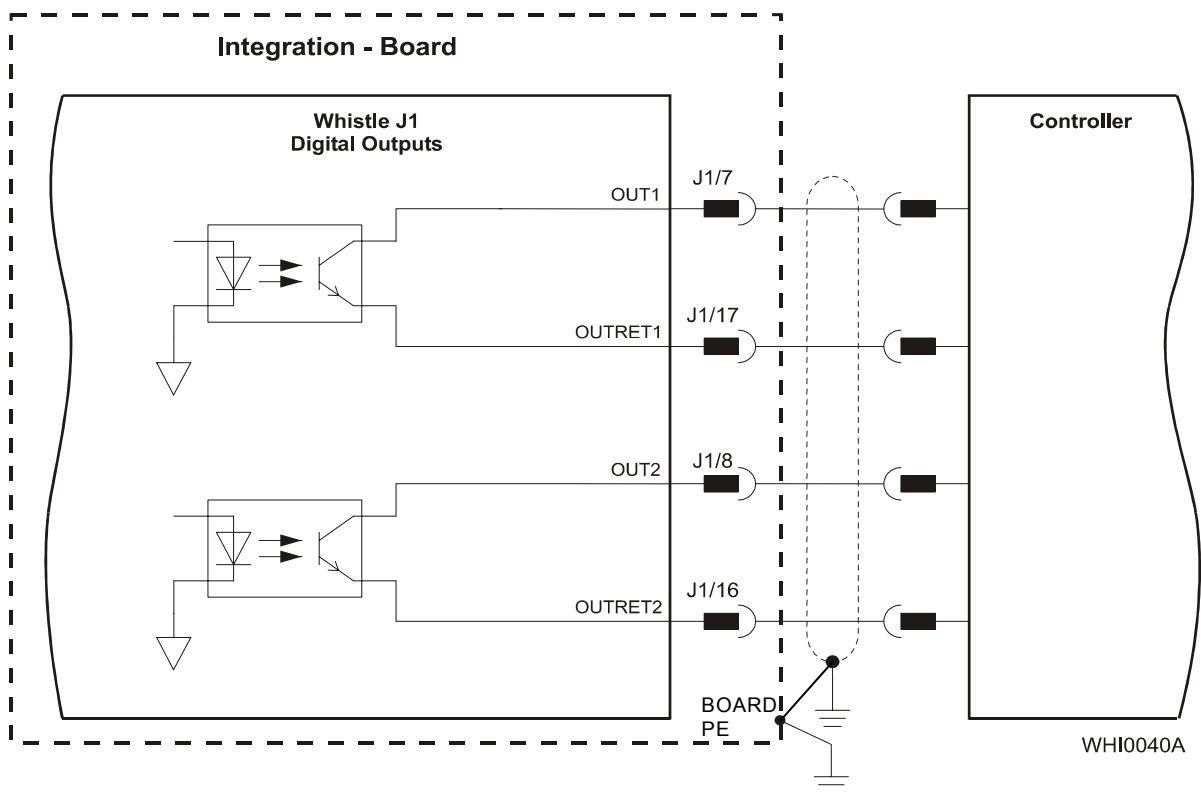 Integration - Board
Whistle J1
Digital Outputs
Controller
OUT1
J1/7
OUTRET1
J1/17
OUT2
J1/8
OUTRET2
J1/16
BOARD
PE
WHI0040A